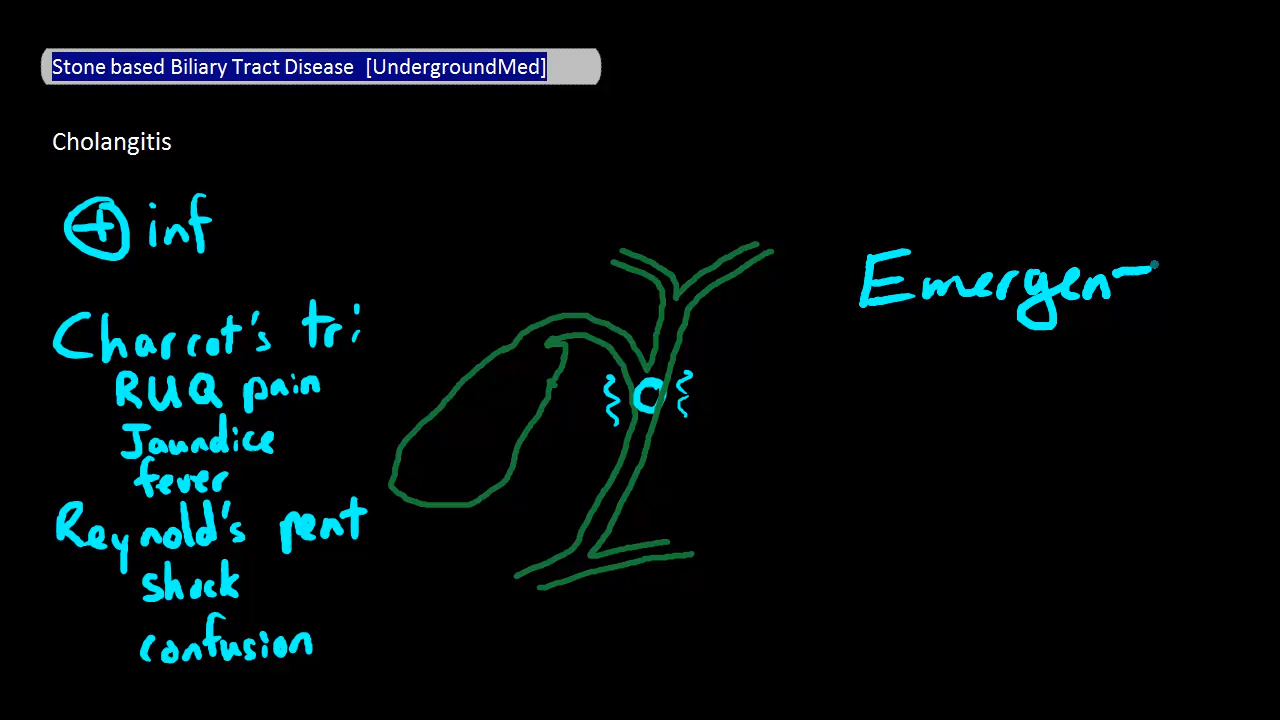 Stone based Biliary Tract Disease [UndergroundMed]
Cholangitis
⊕ inf
Charcot's tri
RUQ pain
Jaundice
fever
Reynold's pent
shock
confusion
Emergen